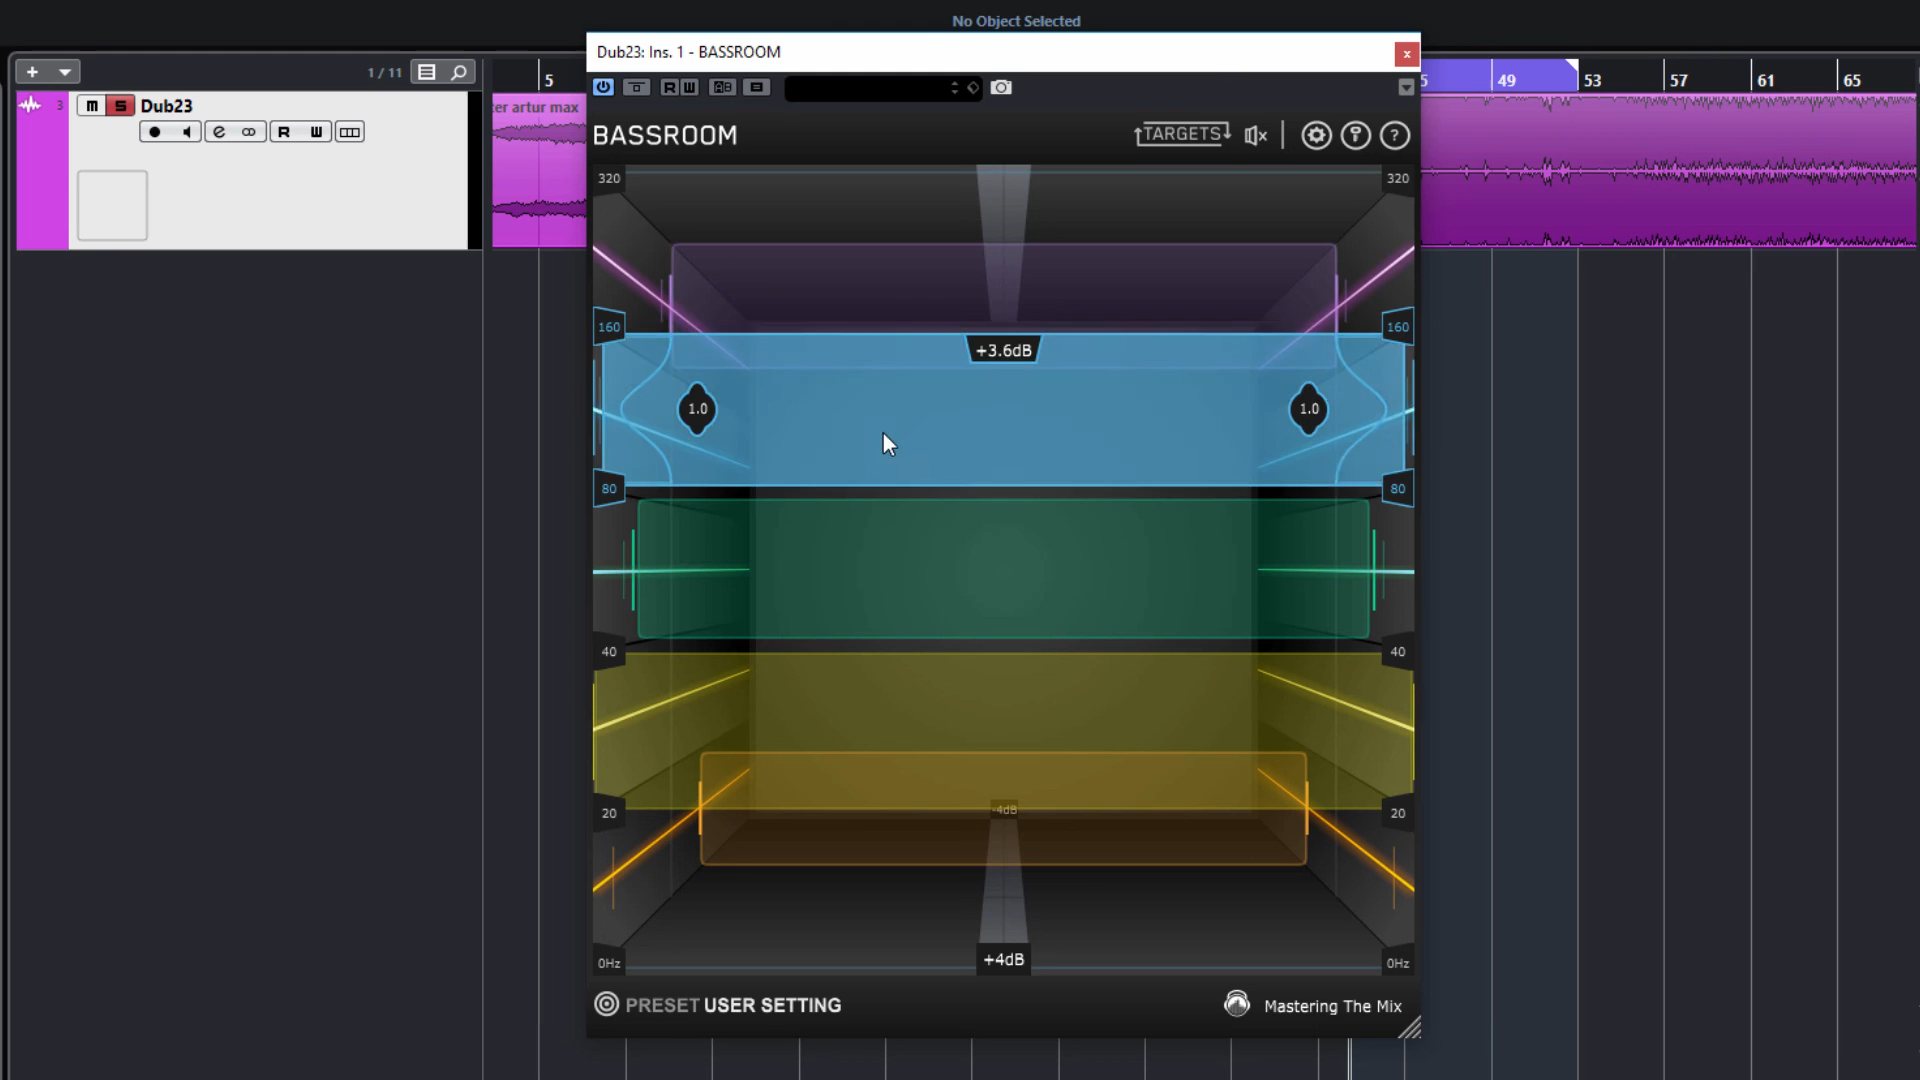 No Object Selected
Dub23: Ins. 1 - BASSROOM
x
1 / 11
5
49
53
57
61
65
3
m S Dub23
e
R W
er artur max
R W
BASSROOM
TARGETS
?
320
320
160
160
+3.6dB
1.0
1.0
80
80
40
40
-4dB
20
20
+4dB
0Hz
0Hz
PRESET USER SETTING
Mastering The Mix